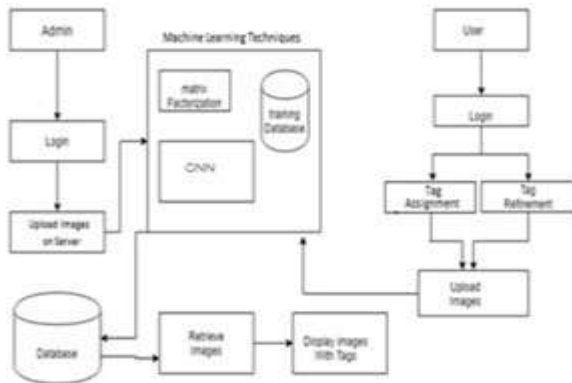 Admin
Login
Upload Images
on Server
Machine Learning Techniques
matrix
Factorization
training
Database
CNN
User
Login
Tag
Assignment
Tag
Refinement
Upload
Images
Database
Retrieve
Images
Display images
With Tags